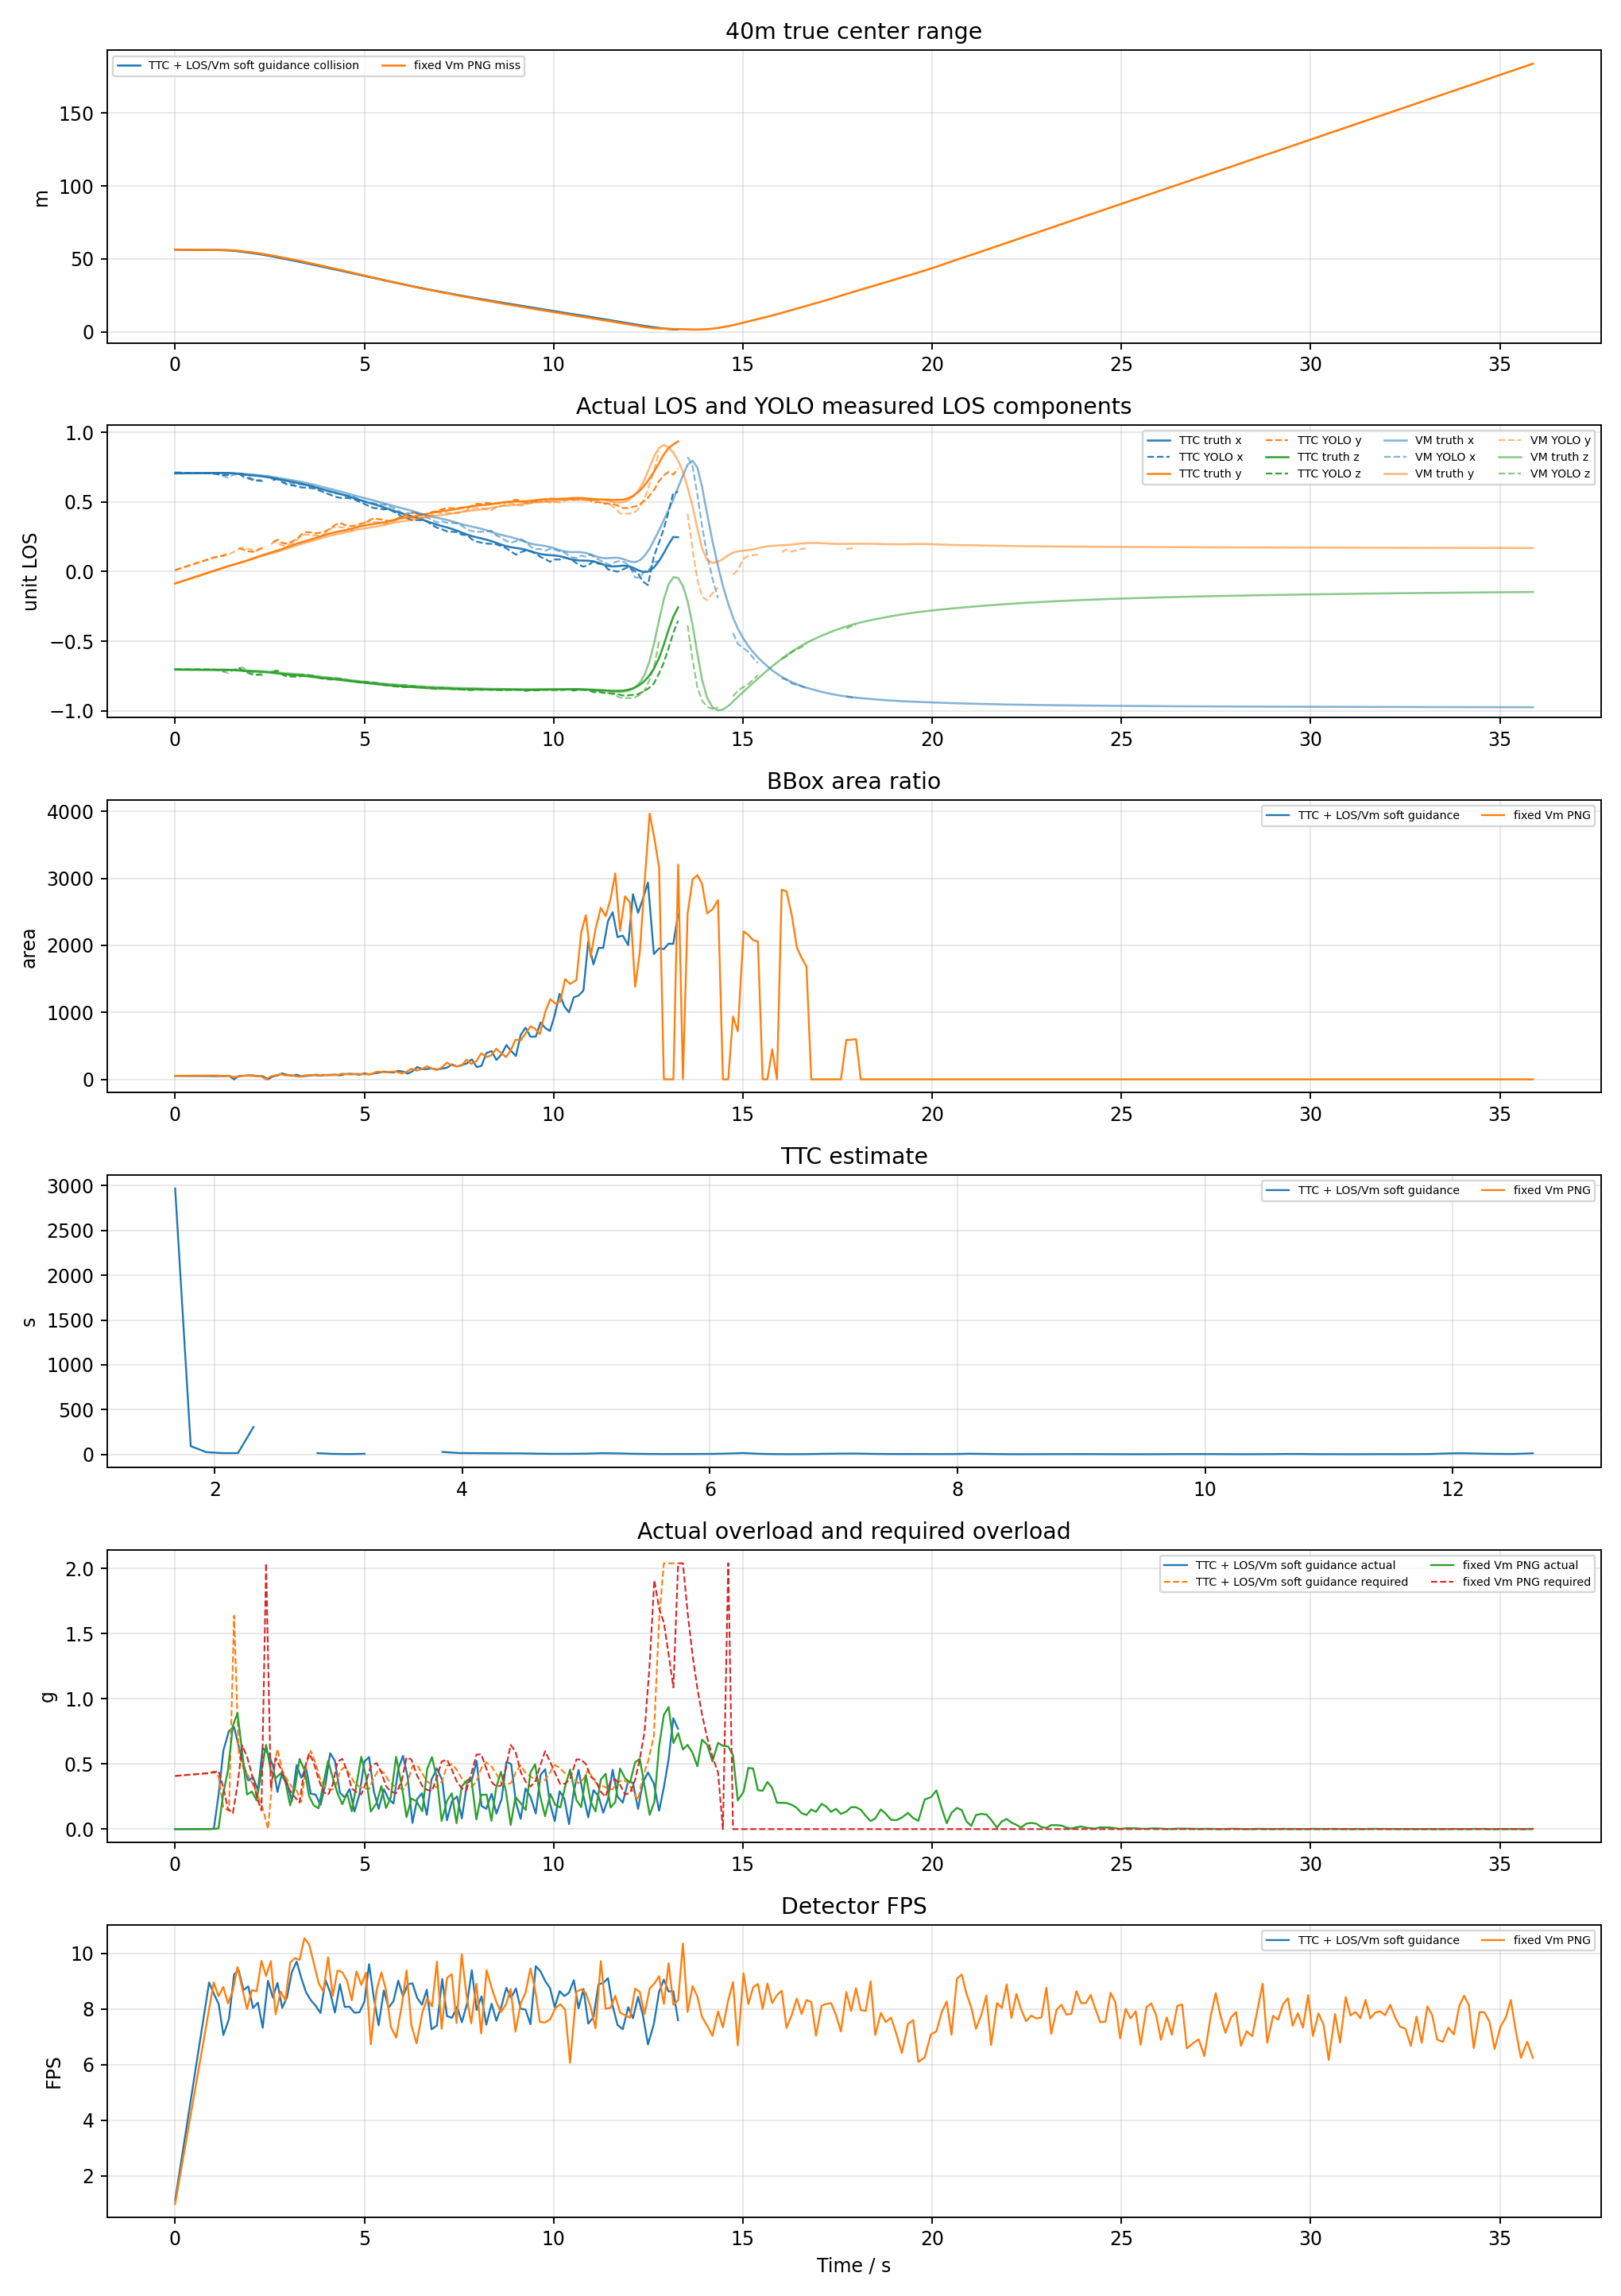 40m true center range
TTC + LOS/Vm soft guidance collision fixed Vm PNG miss
m
150
100
50
0
0 5 10 15 20 25 30 35
Actual LOS and YOLO measured LOS components
TTC truth x TTC YOLO y VM truth x VM YOLO y
TTC YOLO x TTC truth z VM YOLO x VM truth z
TTC truth y TTC YOLO z VM truth y VM YOLO z
unit LOS
1.0
0.5
0.0
−0.5
−1.0
0 5 10 15 20 25 30 35
BBox area ratio
TTC + LOS/Vm soft guidance fixed Vm PNG
area
4000
3000
2000
1000
0
0 5 10 15 20 25 30 35
TTC estimate
TTC + LOS/Vm soft guidance fixed Vm PNG
s
3000
2500
2000
1500
1000
500
0
2 4 6 8 10 12
Actual overload and required overload
TTC + LOS/Vm soft guidance actual fixed Vm PNG actual
TTC + LOS/Vm soft guidance required fixed Vm PNG required
g
2.0
1.5
1.0
0.5
0.0
0 5 10 15 20 25 30 35
Detector FPS
TTC + LOS/Vm soft guidance fixed Vm PNG
FPS
10
8
6
4
2
0 5 10 15 20 25 30 35
Time / s